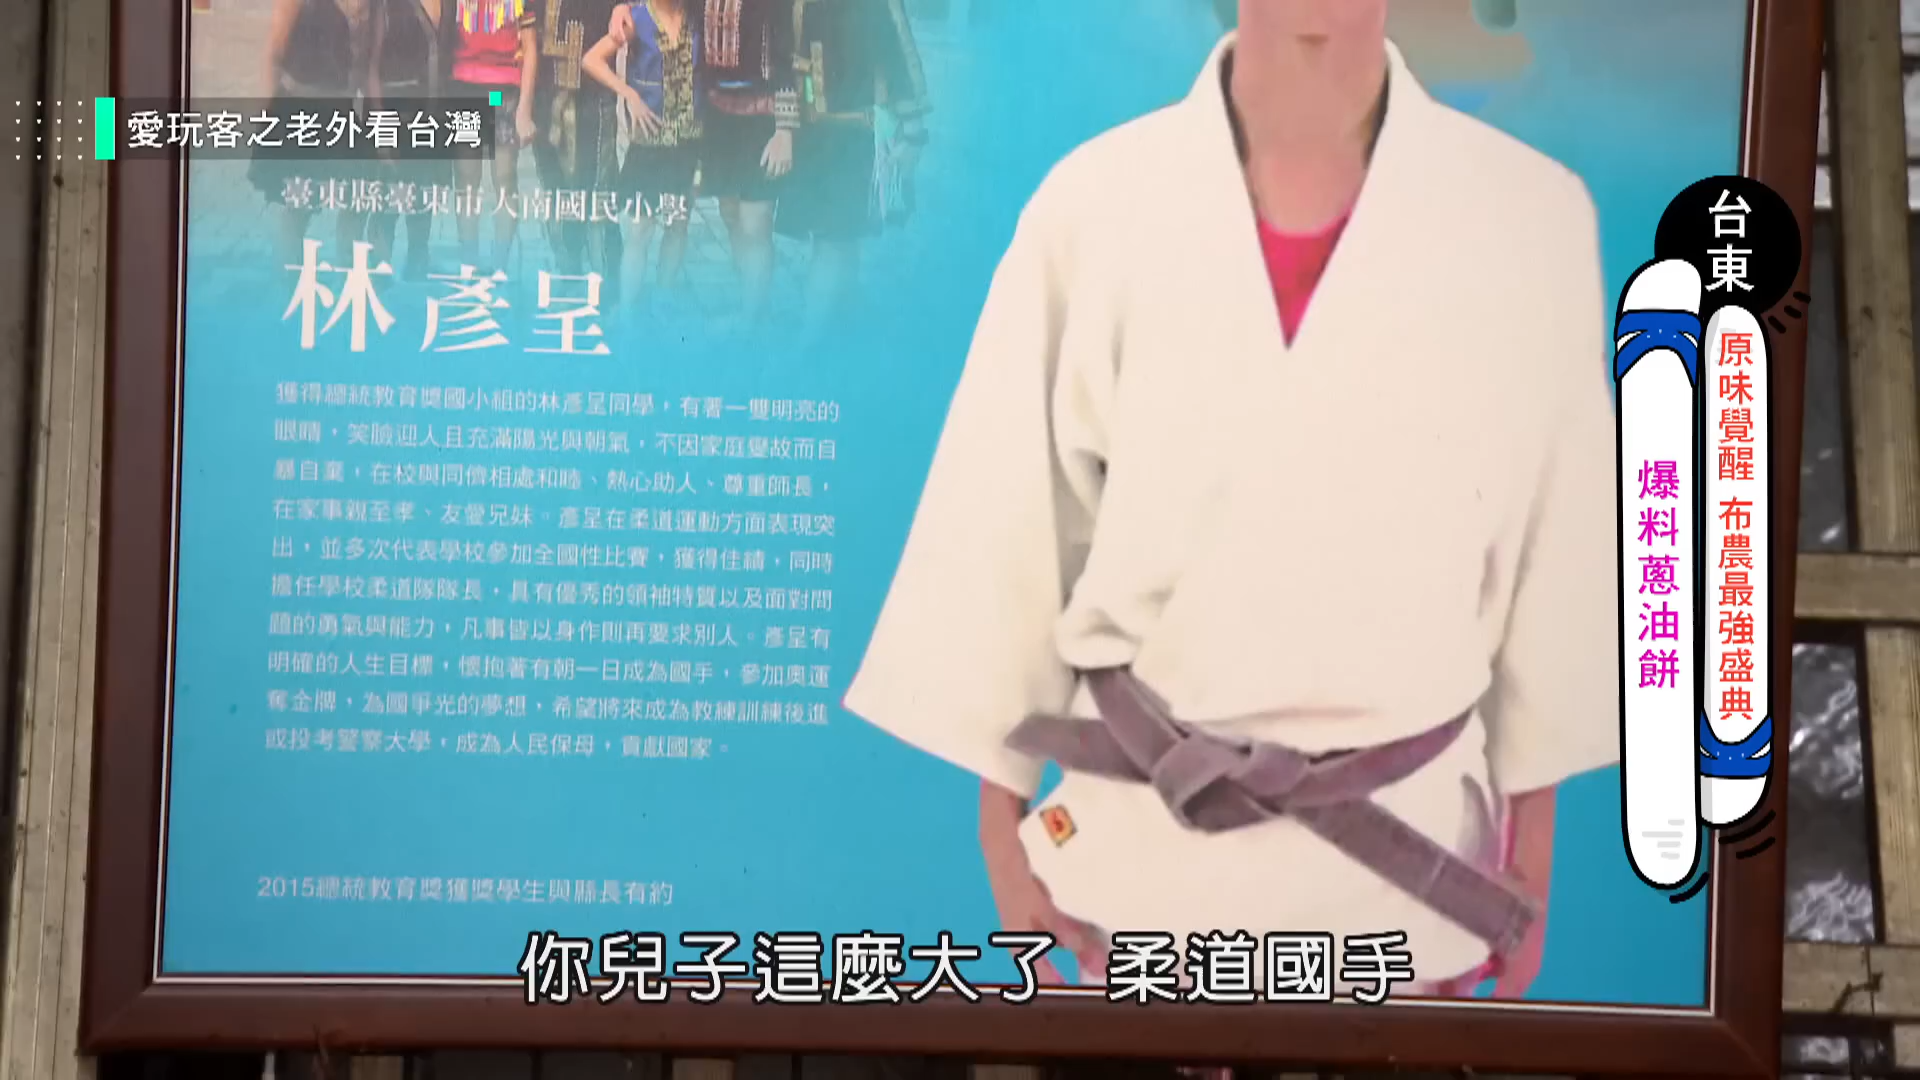 愛玩客之老外看台灣
臺東縣臺東市大南國民小學
林彥呈
獲得總統教育獎國小組的林彥呈同學，有著一雙明亮的
眼睛，笑臉迎人且充滿陽光與朝氣，不因家庭變故而自
暴自棄，在校與同儕相處和睦、熱心助人、尊重師長，
在家事親至孝、友愛兄妹。彥呈在柔道運動方面表現突
出，並多次代表學校參加全國性比賽，獲得佳績，同時
擔任學校柔道隊隊長，具有優秀的領袖特質以及面對問
題的勇氣與能力，凡事皆以身作則再要求別人。彥呈有
明確的人生目標，懷抱著有朝一日成為國手，參加奧運
奪金牌，為國爭光的夢想，希望將來成為教練訓練後進
或投考警察大學，成為人民保母，貢獻國家。
2015總統教育獎獲獎學生與縣長有約
台東
原味覺醒 布農最強盛典
爆料蔥油餅
你兒子這麼大了 柔道國手